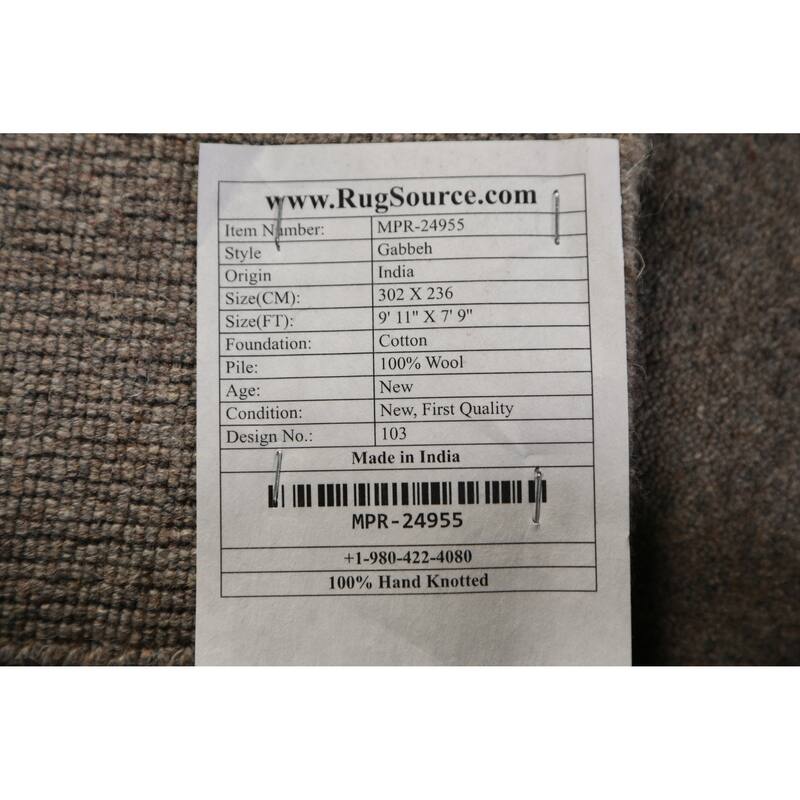 www.RugSource.com
Item Number: MPR-24955
Style Gabbeh
Origin India
Size(CM): 302 X 236
Size(FT): 9' 11" X 7' 9"
Foundation: Cotton
Pile: 100% Wool
Age: New
Condition: New, First Quality
Design No.: 103
Made in India
MPR-24955
+1-980-422-4080
100% Hand Knotted